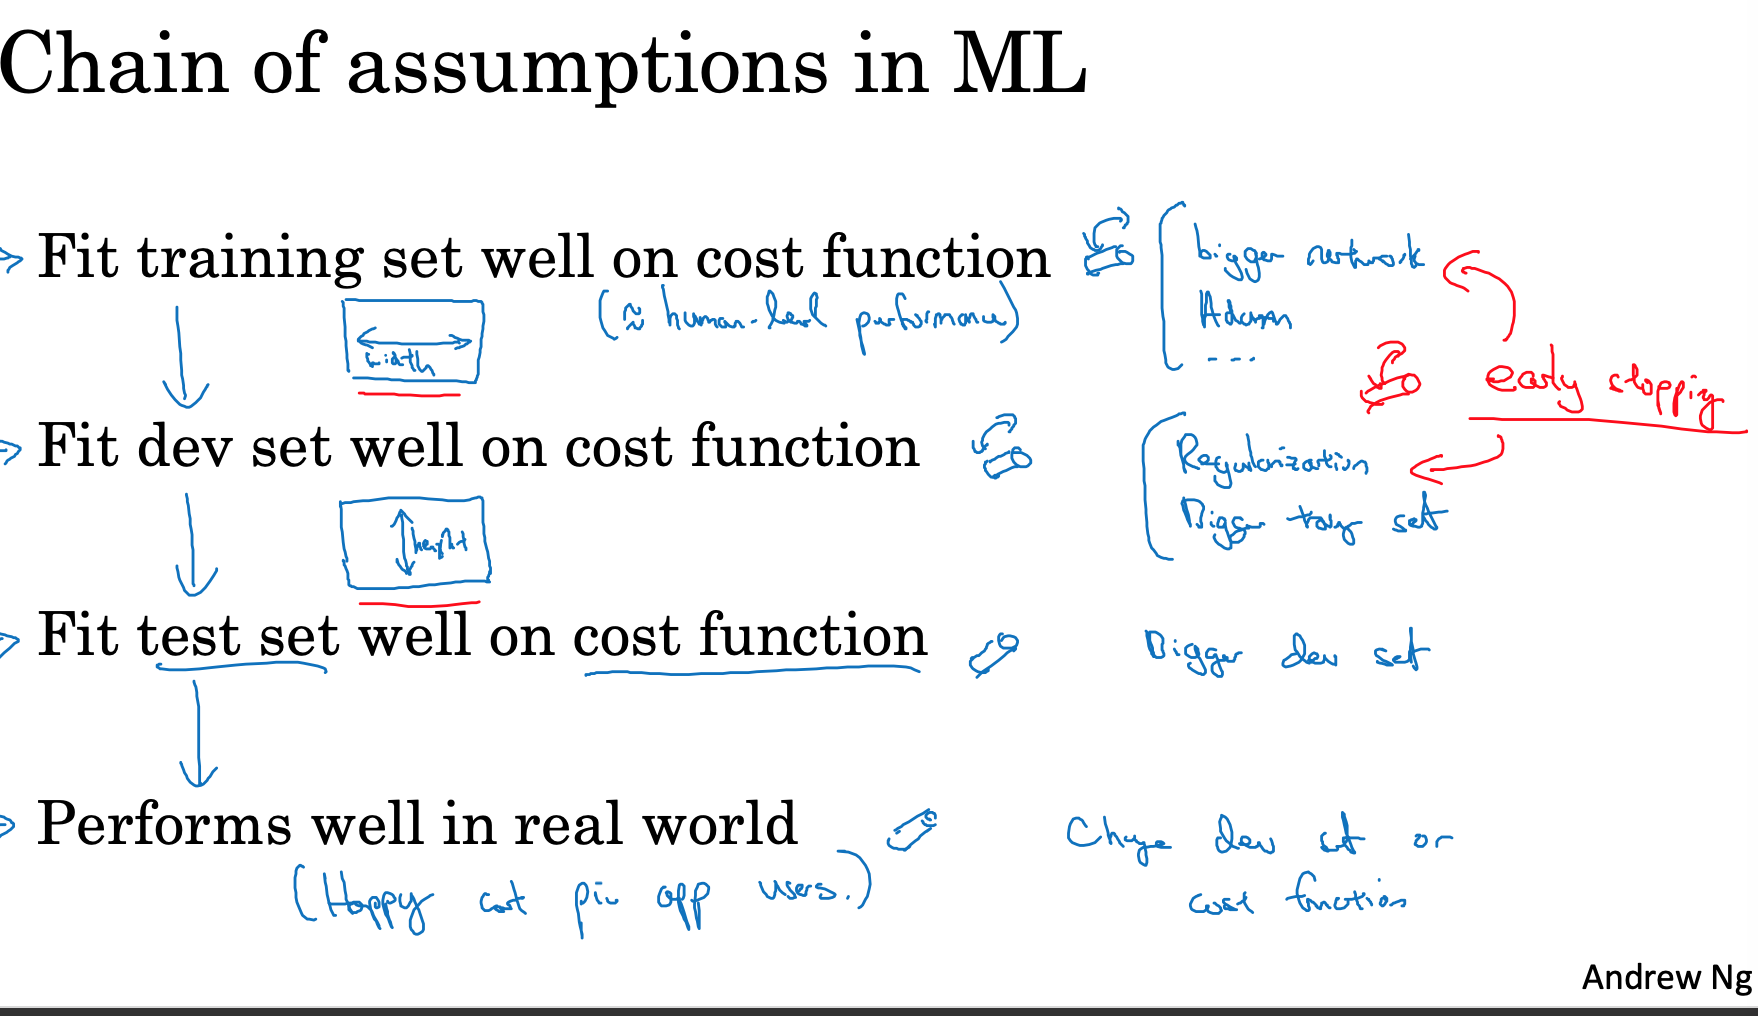 Chain of assumptions in ML
Fit training set well on cost function
(≈ human-level performance)
bigger network
Adam
...
width
early stopping
Fit dev set well on cost function
Regularization
Bigger set
height
Fit test set well on cost function
Bigger dev set
Performs well in real world
(Happy cat pic app users.)
Change dev set or
cost function
Andrew Ng